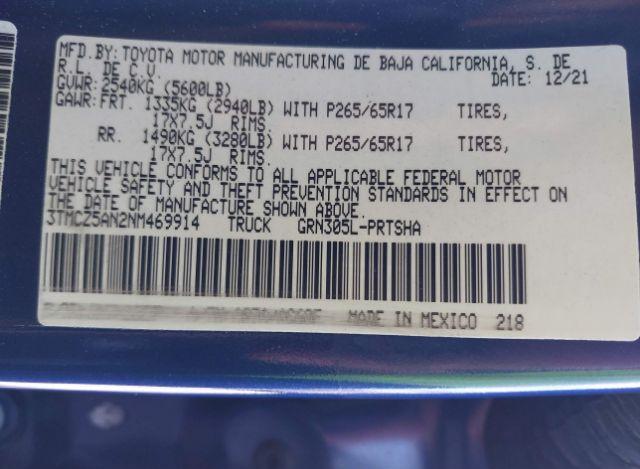 MFD.BY:TOYOTA MOTOR MANUFACTURING DE BAJA CALIFORNIA, S. DE
R.L. DE C.V. DATE: 12/21
GVWR:2540KG (5600LB)
GAWR:FRT. 1335KG (2940LB) WITH P265/65R17 TIRES,
17X7.5J RIMS.
RR. 1490KG (3280LB) WITH P265/65R17 TIRES,
17X7.5J RIMS.
THIS VEHICLE CONFORMS TO ALL APPLICABLE FEDERAL MOTOR
VEHICLE SAFETY AND THEFT PREVENTION STANDARDS IN EFFECT ON
THE DATE OF MANUFACTURE SHOWN ABOVE.
3TMCZ5AN2NM469914 TRUCK GRN305L-PRTSHA
MADE IN MEXICO 218